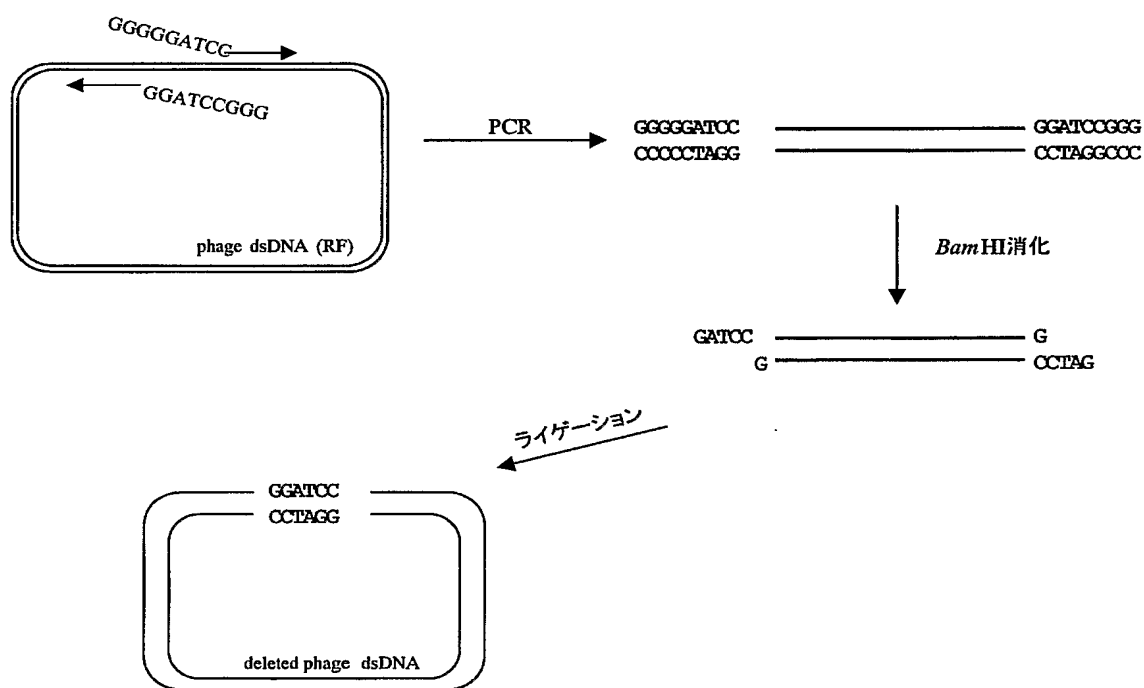 GGGGGATCC
GGATCCGGG
phage dsDNA (RF)
PCR
GGGGGATCC GGATCCGGG
CCCCCTAGG CCTAGGCCC
BamHI消化
GATCC G
G CCTAG
ライゲーション
GGATCC
CCTAGG
deleted phage dsDNA